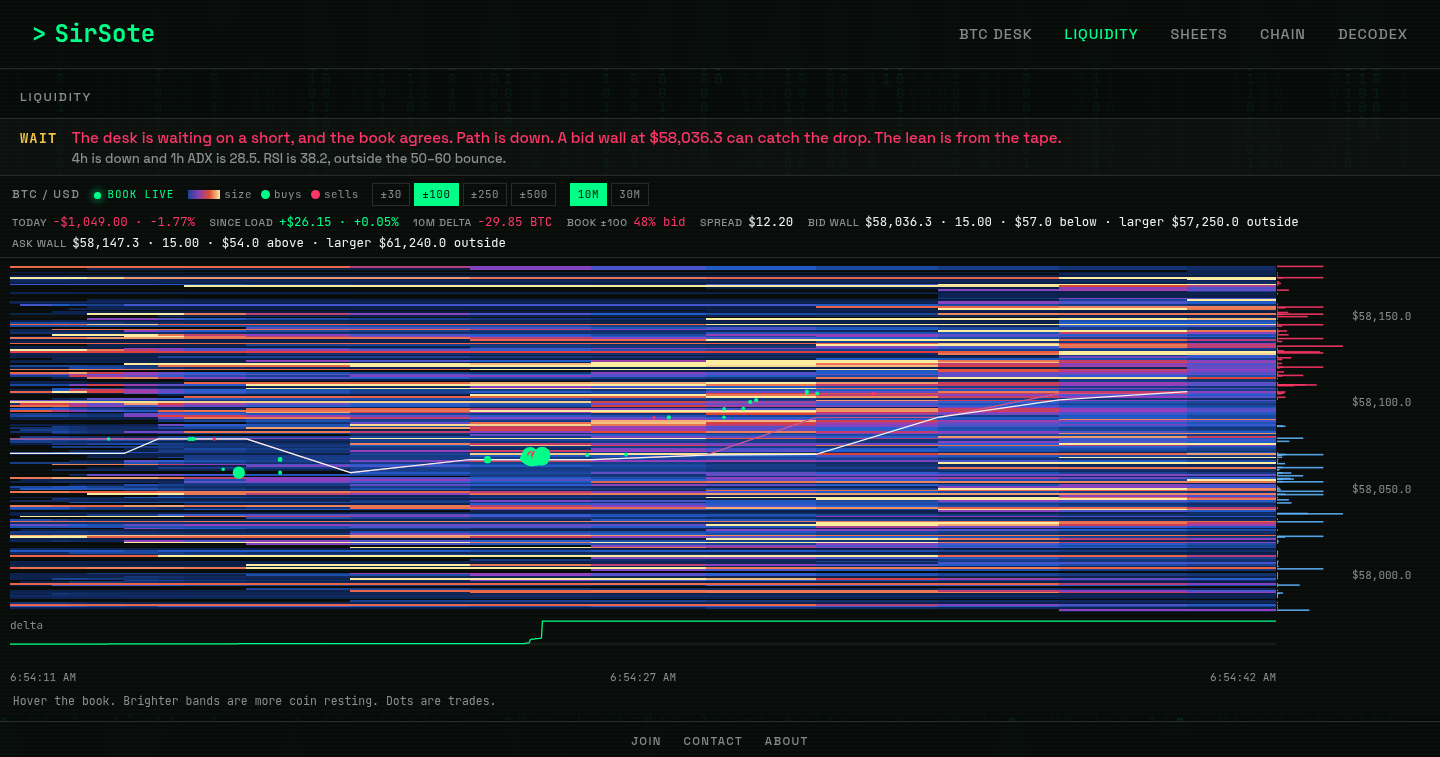 > SirSote
BTC DESK LIQUIDITY SHEETS CHAIN DECODEX
LIQUIDITY
WAIT The desk is waiting on a short, and the book agrees. Path is down. A bid wall at $58,036.3 can catch the drop. The lean is from the tape.
4h is down and 1h ADX is 28.5. RSI is 38.2, outside the 50–60 bounce.
BTC / USD BOOK LIVE size buys sells ±30 ±100 ±250 ±500 10M 30M
TODAY -$1,049.00 · -1.77% SINCE LOAD +$26.15 · +0.05% 10M DELTA -29.85 BTC BOOK ±100 48% bid SPREAD $12.20 BID WALL $58,036.3 · 15.00 · $57.0 below · larger $57,250.0 outside
ASK WALL $58,147.3 · 15.00 · $54.0 above · larger $61,240.0 outside
$58,150.0
$58,100.0
$58,050.0
$58,000.0
delta
6:54:11 AM 6:54:27 AM 6:54:42 AM
Hover the book. Brighter bands are more coin resting. Dots are trades.
JOIN CONTACT ABOUT